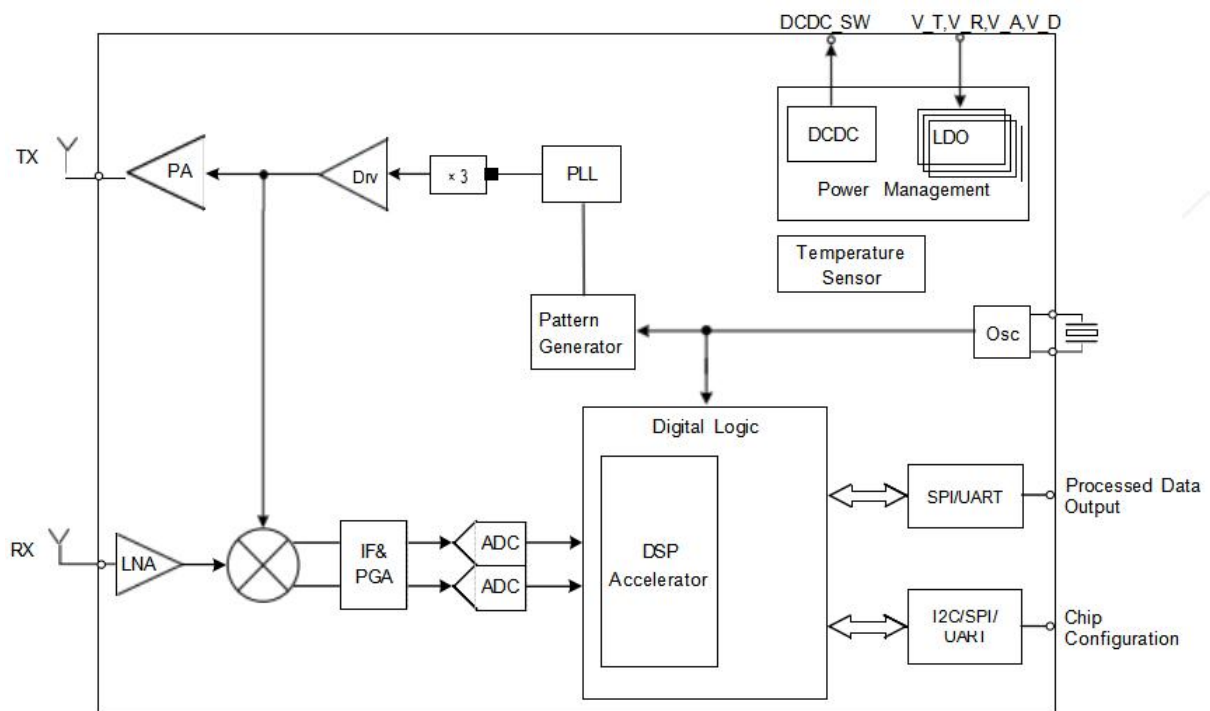 DCDC_SW
V_T,V_R,V_A,V_D
DCDC
LDO
Power Management
TX
PA
Drv
× 3
PLL
Temperature
Sensor
Pattern
Generator
Osc
Digital Logic
SPI/UART
Processed Data
Output
RX
LNA
IF&
PGA
ADC
ADC
DSP
Accelerator
I2C/SPI/
UART
Chip
Configuration